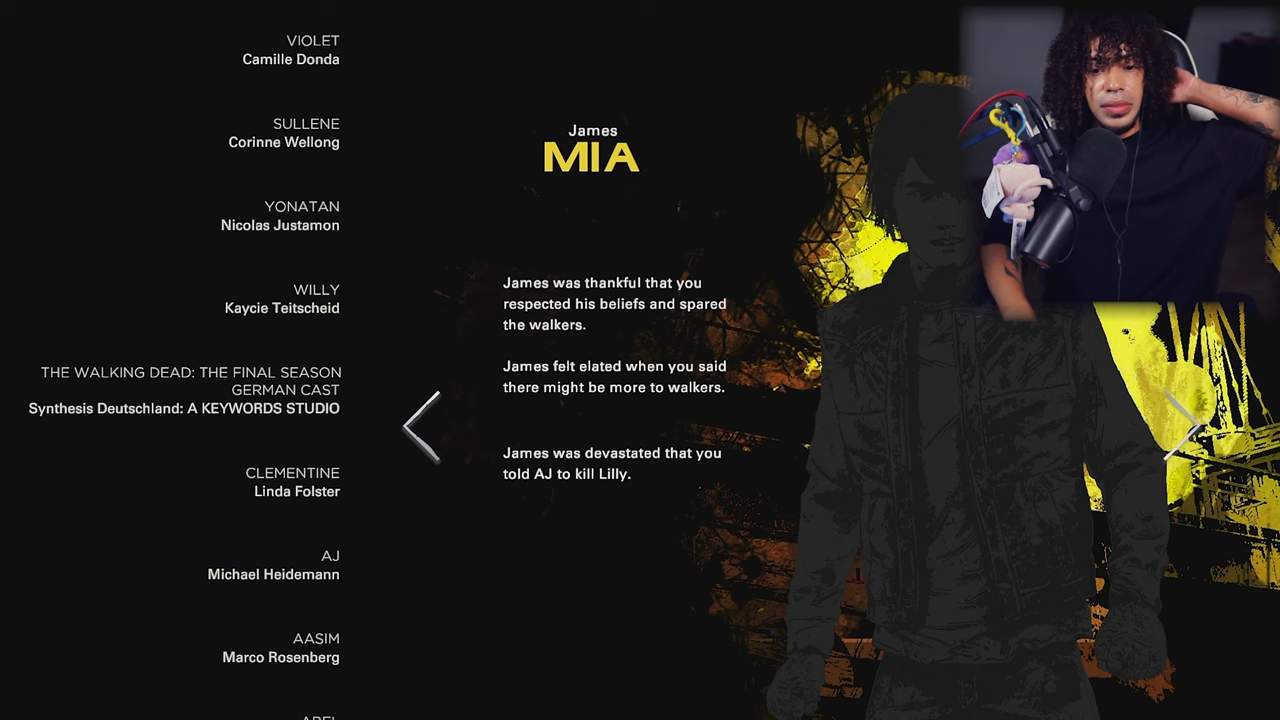 VIOLET
Camille Donda
SULLENE
Corinne Wellong
YONATAN
Nicolas Justamon
WILLY
Kaycie Teitscheid
THE WALKING DEAD: THE FINAL SEASON
GERMAN CAST
Synthesis Deutschland: A KEYWORDS STUDIO
CLEMENTINE
Linda Folster
AJ
Michael Heidemann
AASIM
Marco Rosenberg
James
MIA
James was thankful that you
respected his beliefs and spared
the walkers.
James felt elated when you said
there might be more to walkers.
James was devastated that you
told AJ to kill Lilly.